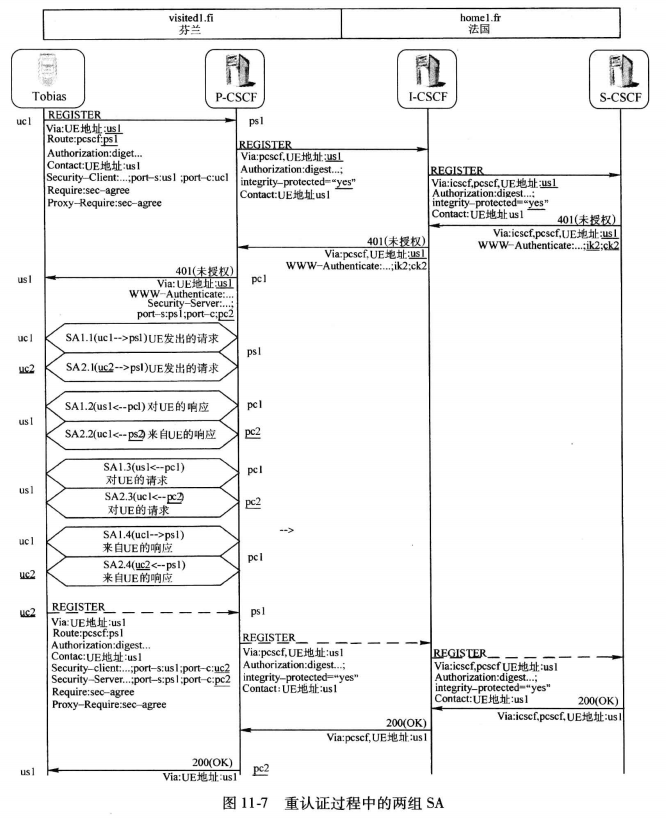 visited1.fi
芬兰
home1.fr
法国
Tobias
P-CSCF
I-CSCF
S-CSCF
uc1
REGISTER
ps1
Via:UE地址:us1
Route:pcscf:ps1
Authorization:diget...
Contact:UE地址:us1
Security-Client:...;port-s:us1 ;port-c:uc1
Require:sec-agree
Proxy-Require:sec-agree
REGISTER
Via:pcscf,UE地址:us1
Authorization:digest...;
integrity-protected="yes"
Contact:UE地址us1
REGISTER
Via:icscf,pcscf,UE地址:us1
Authorization:digest...;
integrity-protected="yes"
Contact:UE地址us1
401(未授权)
Via:icscf,pcscf,UE地址:us1
WWW-Authenticate:...;ik2;ck2
401(未授权)
Via:pcscf,UE地址:us1
WWW-Authenticate:...;ik2;ck2
us1
401(未授权)
pc1
Via:UE地址:us1
WWW-Authenticate:...
Security-Server:...;
port-s:ps1;port-c;pc2
uc1
SA1.1(uc1-->ps1)UE发出的请求
ps1
uc2
SA2.1(uc2-->ps1)UE发出的请求
us1
SA1.2(us1<--pc1) 对UE的响应
pc1
SA2.2(uc1<--ps2) 来自UE的响应
pc2
us1
SA1.3(us1<--pc1)
对UE的请求
pc1
SA2.3(uc1<--pc2)
对UE的请求
pc2
uc1
SA1.4(uc1-->ps1)
来自UE的响应
-->
pc1
uc2
SA2.4(uc2<--ps1)
来自UE的响应
uc2
REGISTER
ps1
Via:UE地址:us1
Route:pcscf:ps1
Authorization:digest...
Contac:UE地址:us1
Security-client:...;port-s:us1;port-c:uc2
Security-Server...;port-s:ps1;port-c:pc2
Require:sec-agree
Proxy-Require:sec-agree
REGISTER
Via:pcscf,UE地址:us1
Authorization:digest...;
integrity-protected="yes"
Contact: UE地址:us1
REGISTER
Via:icscf,pcscf UE地址:us1
Authorization:digest...;
integrity-protected="yes"
Contact:UE地址:us1
200(OK)
Via:icscf,pcscf,UE地址:us1
200(OK)
Via:pcscf,UE地址:us1
us1
200(OK)
pc2
Via:UE地址:us1
图 11-7 重认证过程中的两组 SA